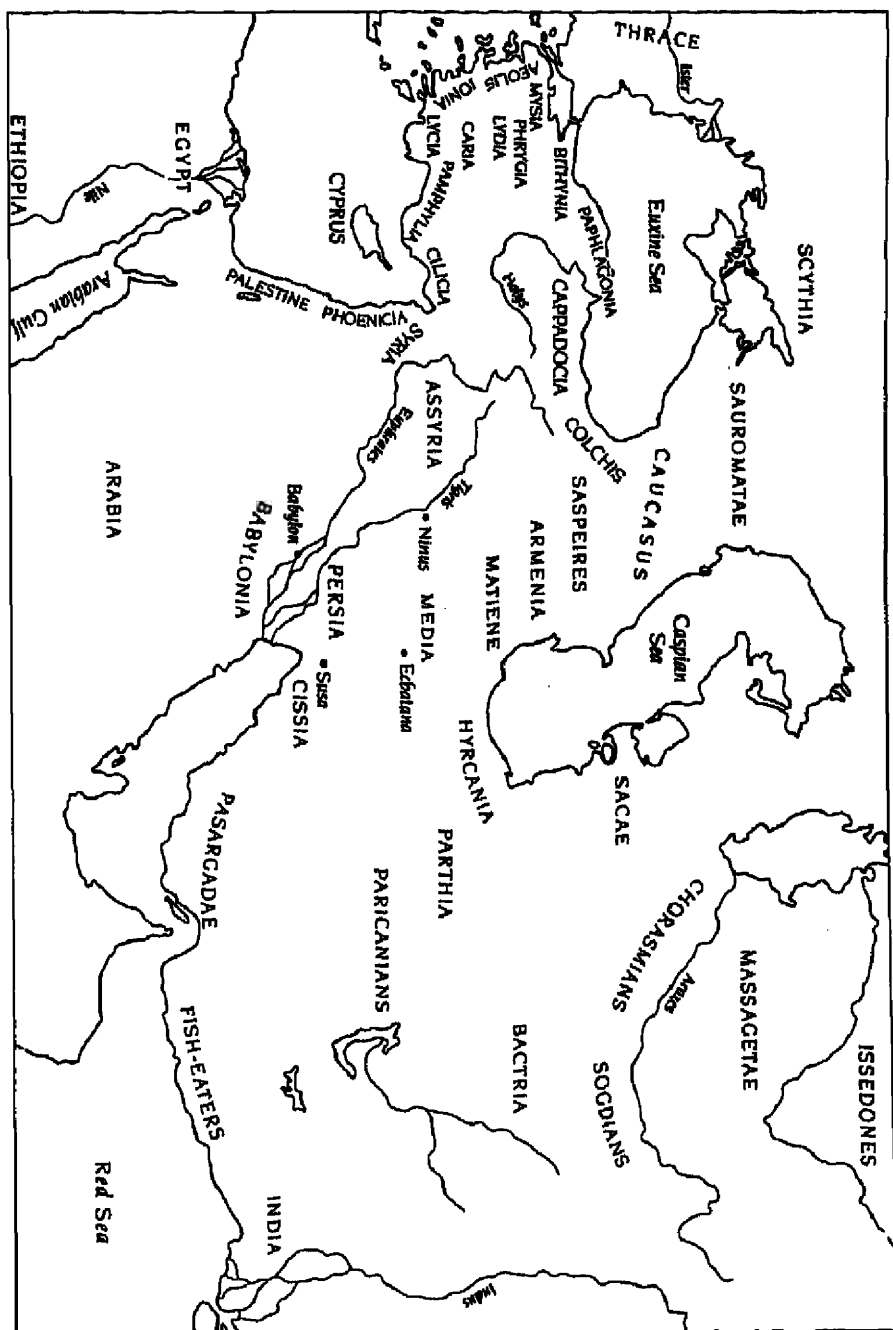 THRACE
Ister
SCYTHIA
SAUROMATAE
Euxine Sea
CAUCASUS
COLCHIS
SASPEIRES
ARMENIA
MATIENE
Caspian
Sea
SACAE
HYRCANIA
ISSEDONES
MASSAGETAE
CHORASMIANS
Araxes
SOGDIANS
BACTRIA
PARTHIA
PARICANIANS
AEOLIS
IONIA
MYSIA
PHRYGIA
LYDIA
CARIA
LYCIA
BITHYNIA
PAPHLAGONIA
CAPPADOCIA
Halys
PAMPHYLIA
CILICIA
CYPRUS
SYRIA
PHOENICIA
PALESTINE
ASSYRIA
Euphrates
Tigris
Ninus
MEDIA
Ecbatana
Babylon
BABYLONIA
PERSIA
Susa
CISSIA
PASARGADAE
FISH-EATERS
INDIA
Indus
Red Sea
EGYPT
Nile
ETHIOPIA
Arabian Gulf
ARABIA